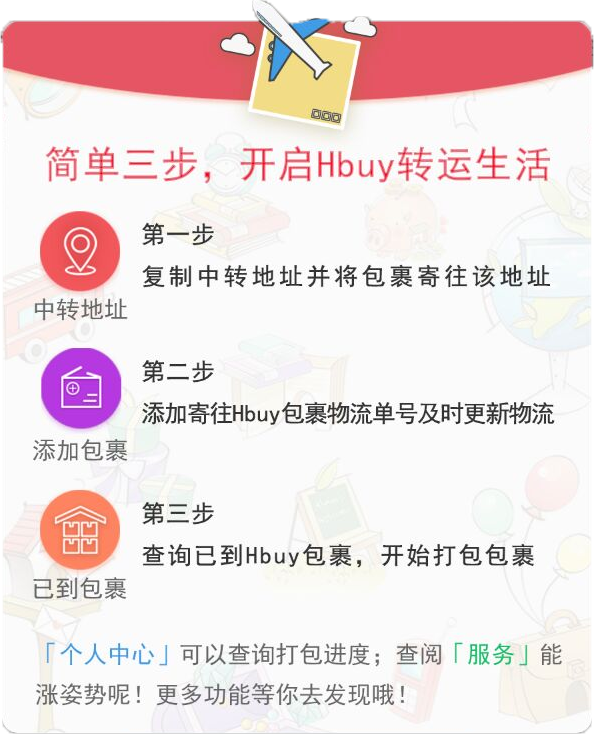 简单三步，开启Hbuy转运生活
第一步
复制中转地址并将包裹寄往该地址
中转地址
第二步
添加寄往Hbuy包裹物流单号及时更新物流
添加包裹
第三步
查询已到Hbuy包裹，开始打包包裹
已到包裹
「个人中心」可以查询打包进度；查阅「服务」能
涨姿势呢！更多功能等你去发现哦！